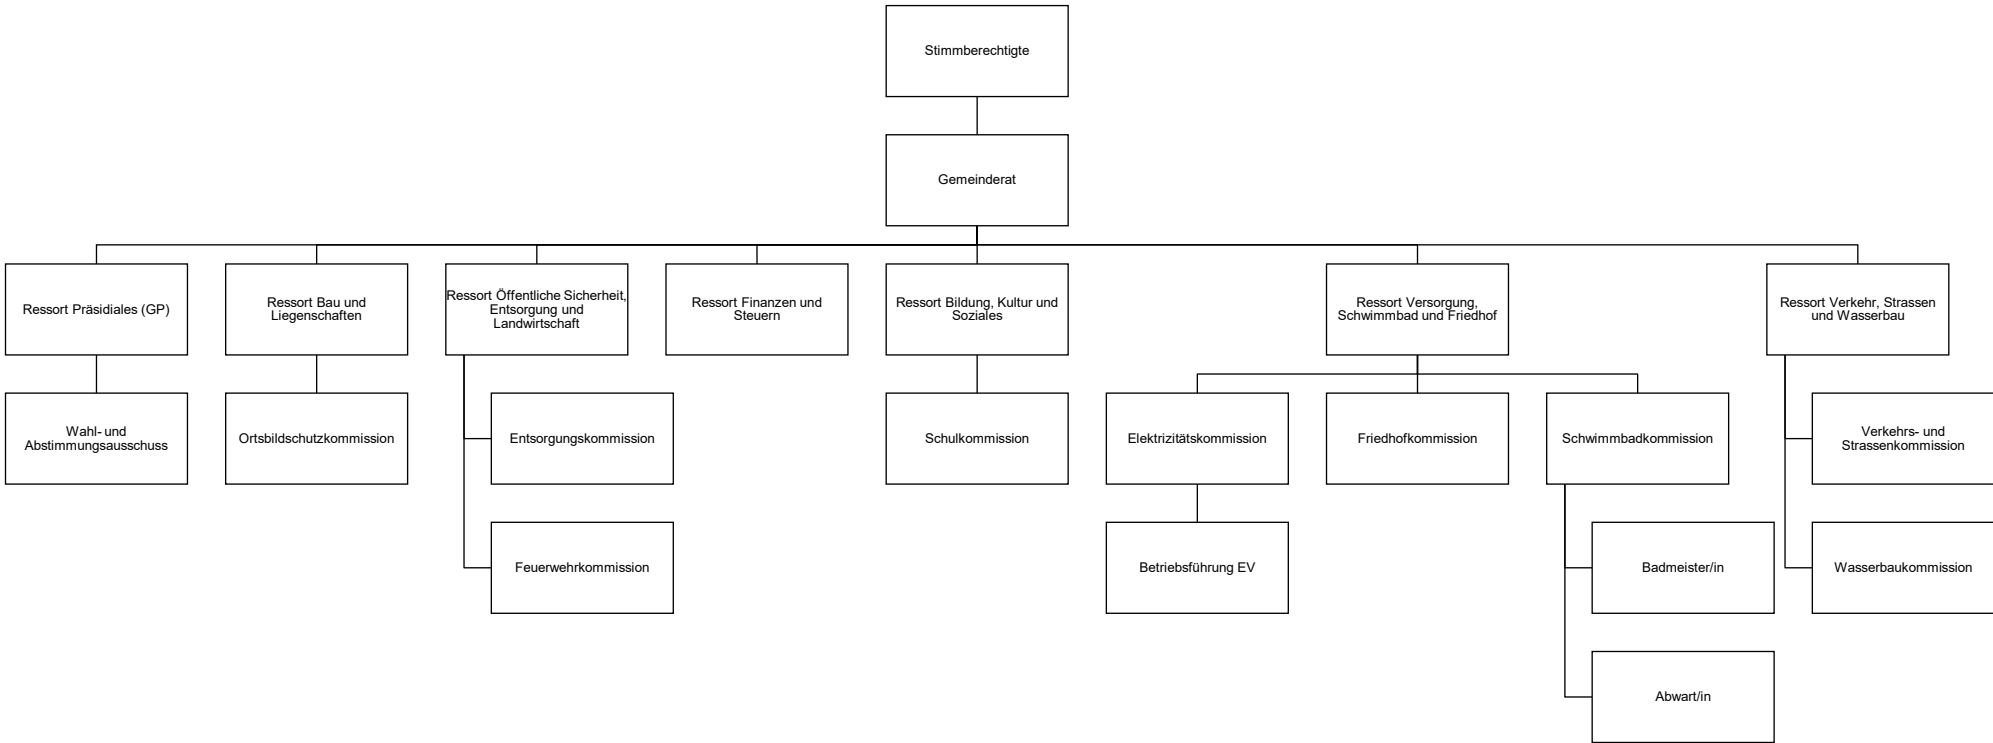 Stimmberechtigte
Gemeinderat
Ressort Präsidiales (GP)
Ressort Bau und
Liegenschaften
Ressort Öffentliche Sicherheit,
Entsorgung und
Landwirtschaft
Ressort Finanzen und
Steuern
Ressort Bildung, Kultur und
Soziales
Ressort Versorgung,
Schwimmbad und Friedhof
Ressort Verkehr, Strassen
und Wasserbau
Wahl- und
Abstimmungsausschuss
Ortsbildschutzkommission
Entsorgungskommission
Schulkommission
Elektrizitätskommission
Friedhofkommission
Schwimmbadkommission
Verkehrs- und
Strassenkommission
Feuerwehrkommission
Betriebsführung EV
Badmeister/in
Wasserbaukommission
Abwart/in